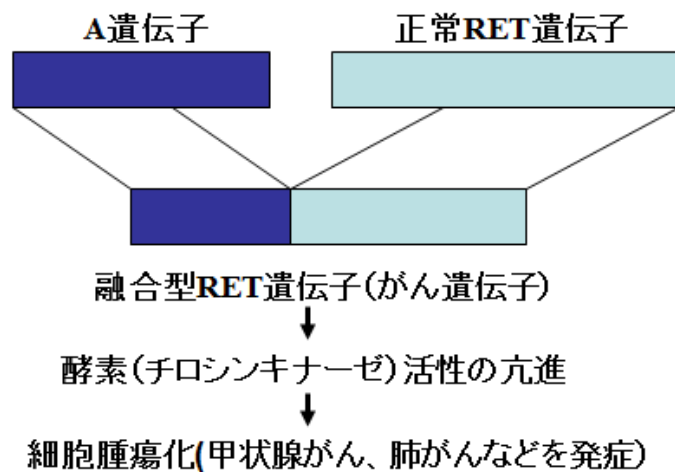 A遺伝子
正常RET遺伝子
融合型RET遺伝子(がん遺伝子)
酵素(チロシンキナーゼ)活性の亢進
細胞腫瘍化(甲状腺がん、肺がんなどを発症)